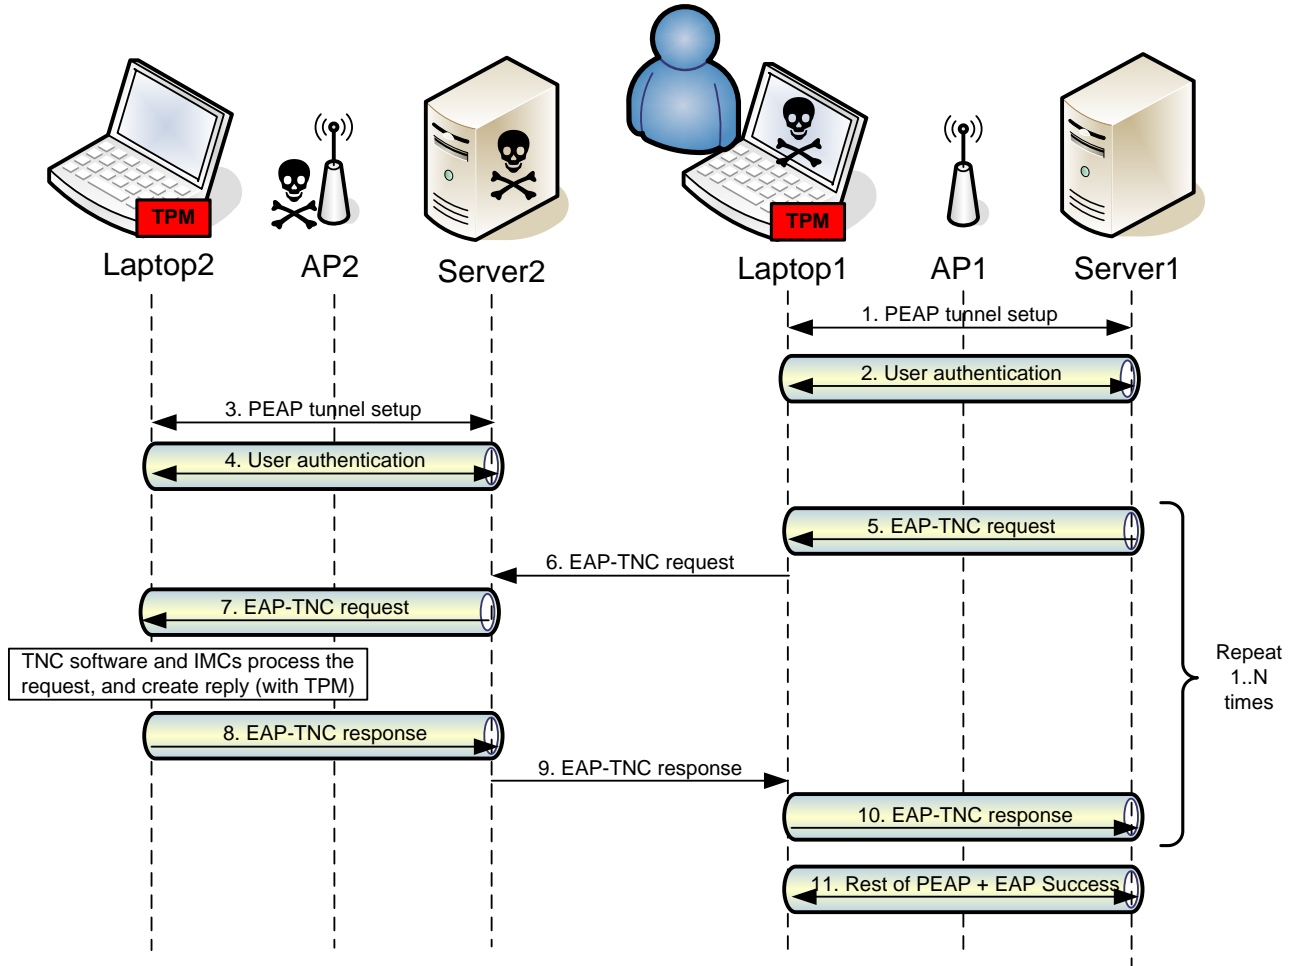 TPM
TPM
Laptop2
AP2
Server2
Laptop1
AP1
Server1
1. PEAP tunnel setup
2. User authentication
3. PEAP tunnel setup
4. User authentication
5. EAP-TNC request
6. EAP-TNC request
7. EAP-TNC request
TNC software and IMCs process the
request, and create reply (with TPM)
Repeat
1..N
times
8. EAP-TNC response
9. EAP-TNC response
10. EAP-TNC response
11. Rest of PEAP + EAP Success